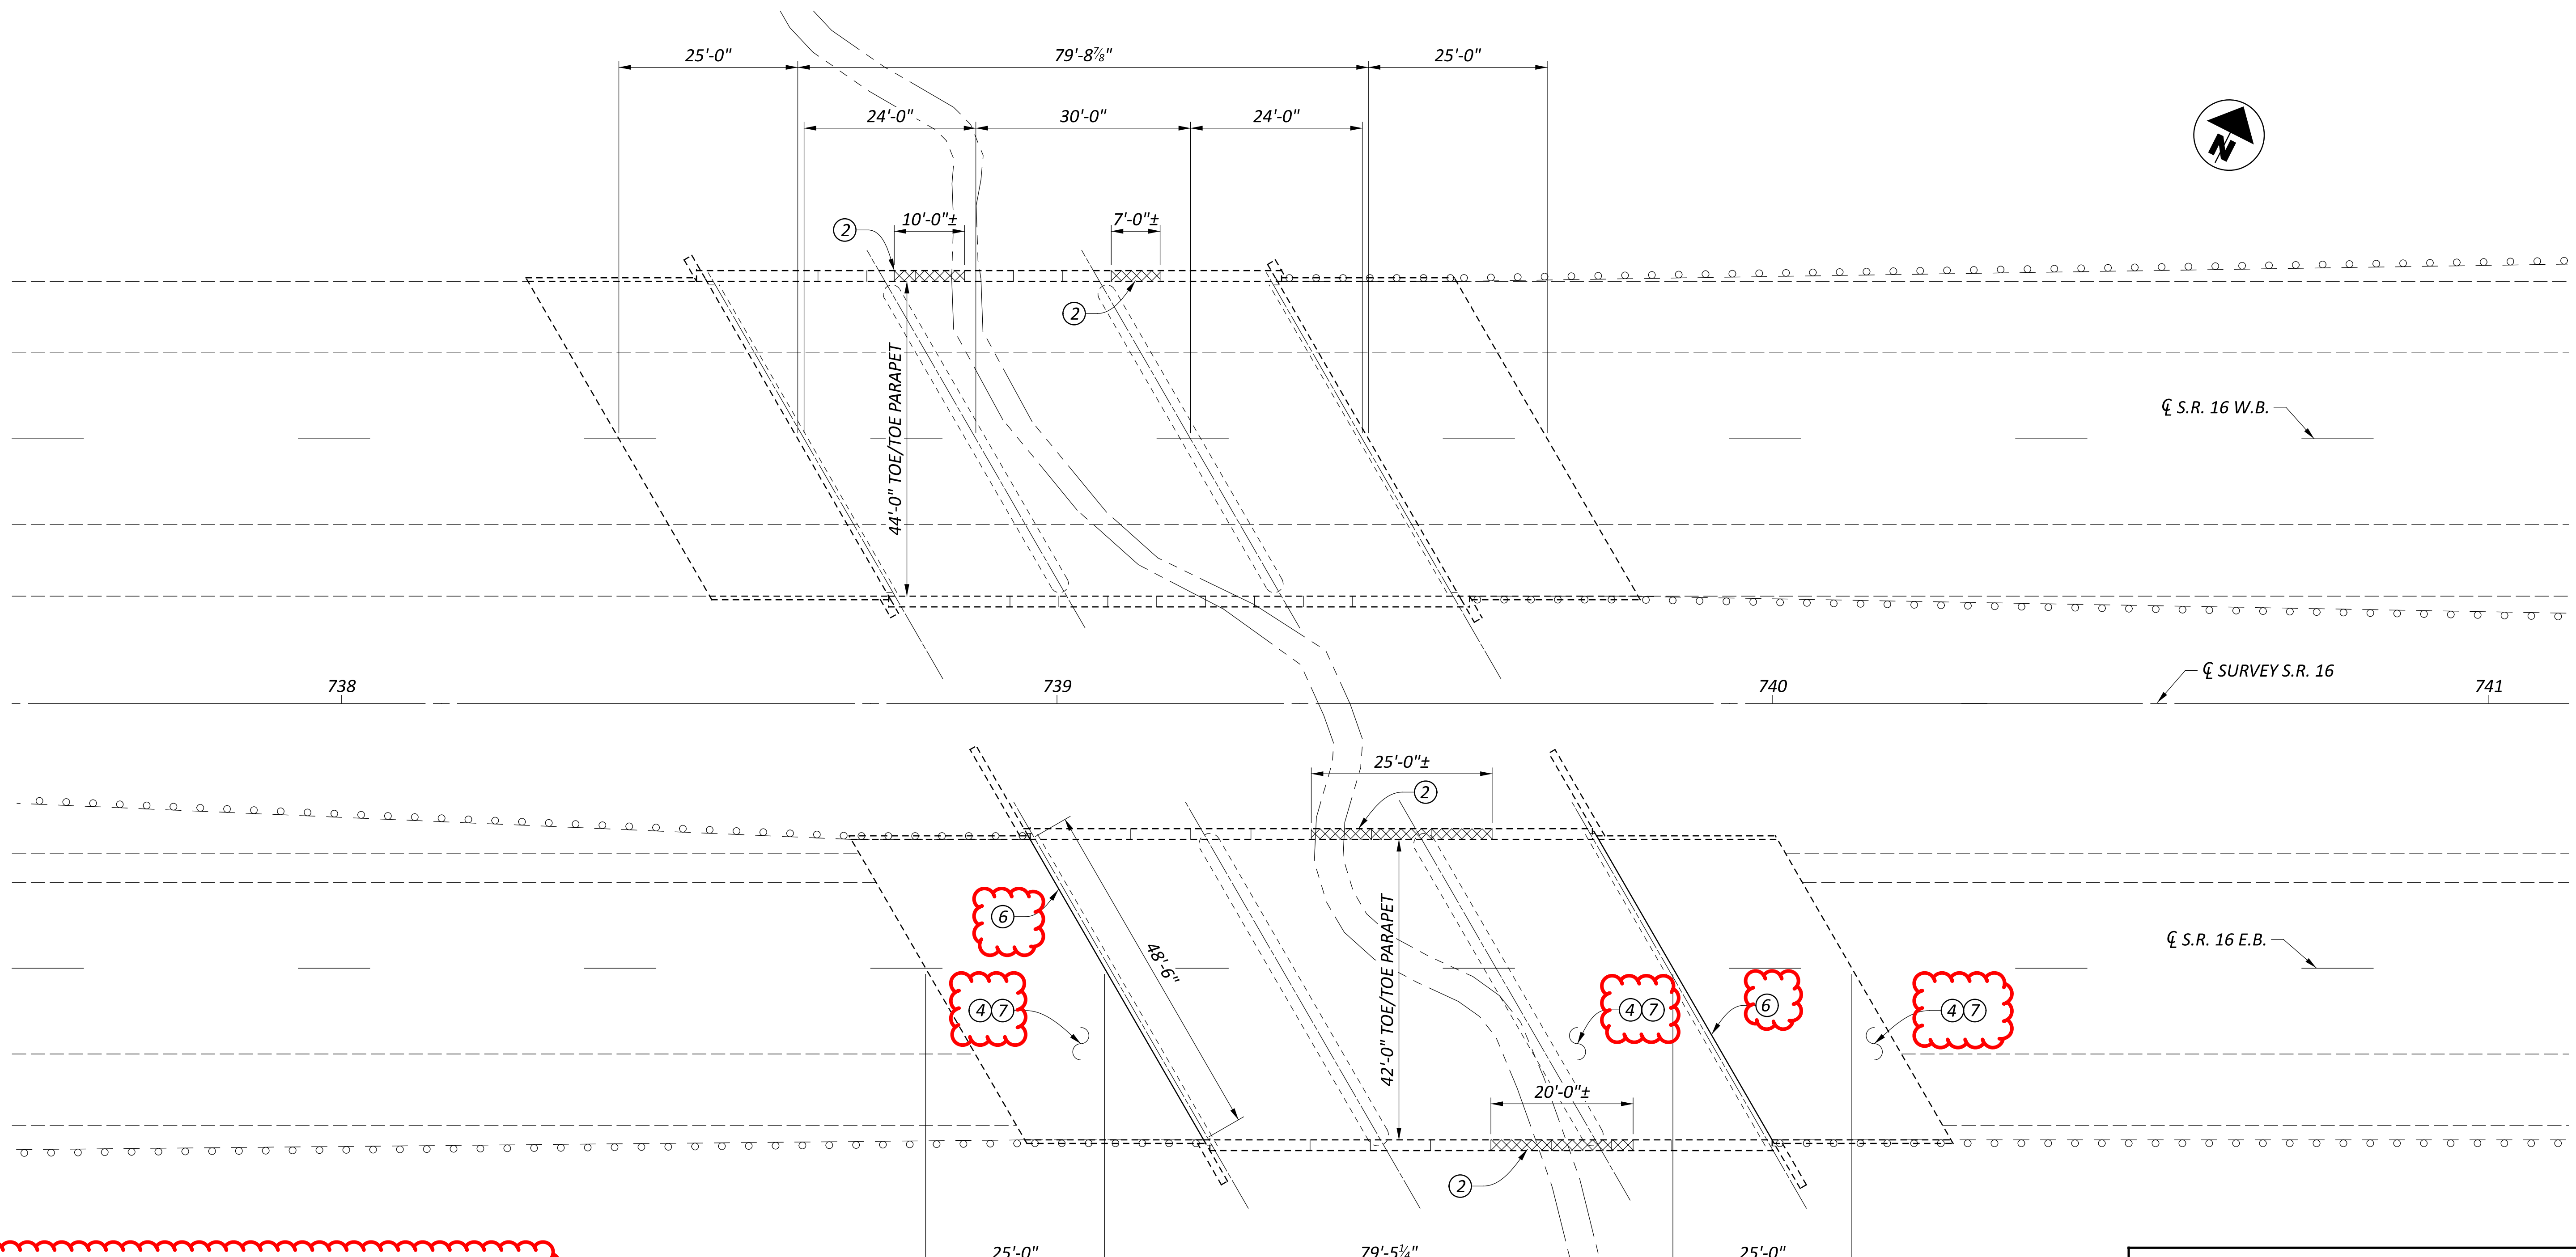 25'-0" 79'-8⅞" 25'-0"
24'-0" 30'-0" 24'-0"
N
10'-0"± 7'-0"±
2
2
44'-0" TOE/TOE PARAPET
℄ S.R. 16 W.B.
℄ SURVEY S.R. 16
738 739 740 741
25'-0"±
2
6
48'-6"
42'-0" TOE/TOE PARAPET
℄ S.R. 16 E.B.
4 7
4 7
6
4 7
20'-0"±
2
25'-0" 79'-5¼" 25'-0"